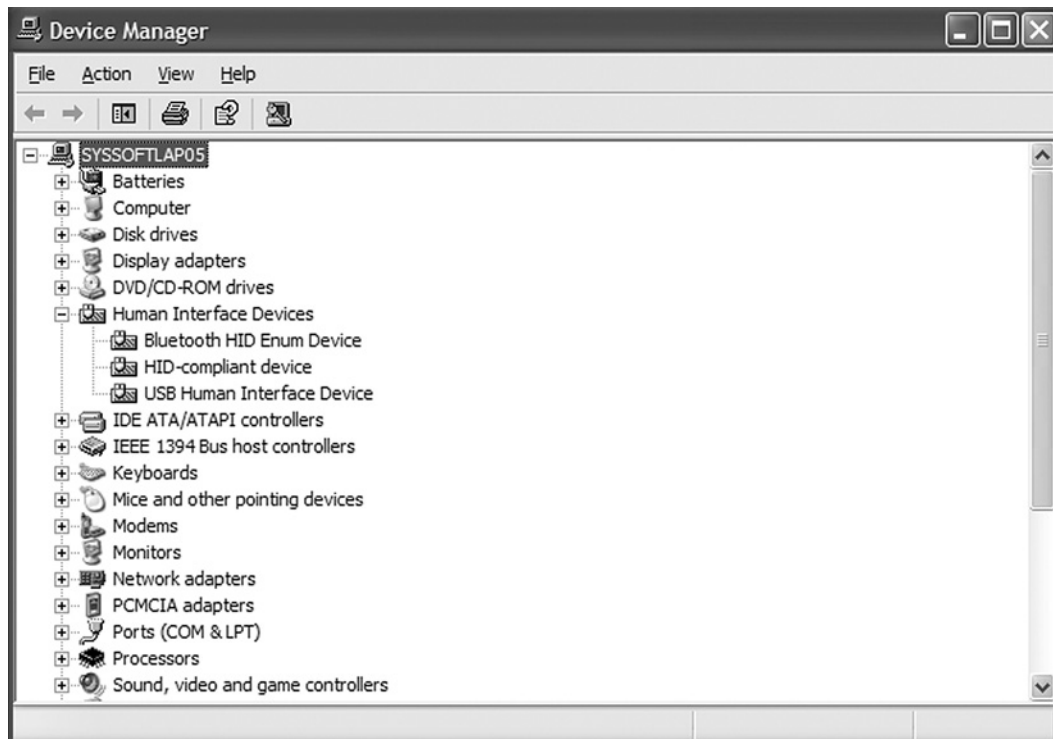 Device Manager
File Action View Help
SYSSOFTLAP05
Batteries
Computer
Disk drives
Display adapters
DVD/CD-ROM drives
Human Interface Devices
Bluetooth HID Enum Device
HID-compliant device
USB Human Interface Device
IDE ATA/ATAPI controllers
IEEE 1394 Bus host controllers
Keyboards
Mice and other pointing devices
Modems
Monitors
Network adapters
PCMCIA adapters
Ports (COM & LPT)
Processors
Sound, video and game controllers